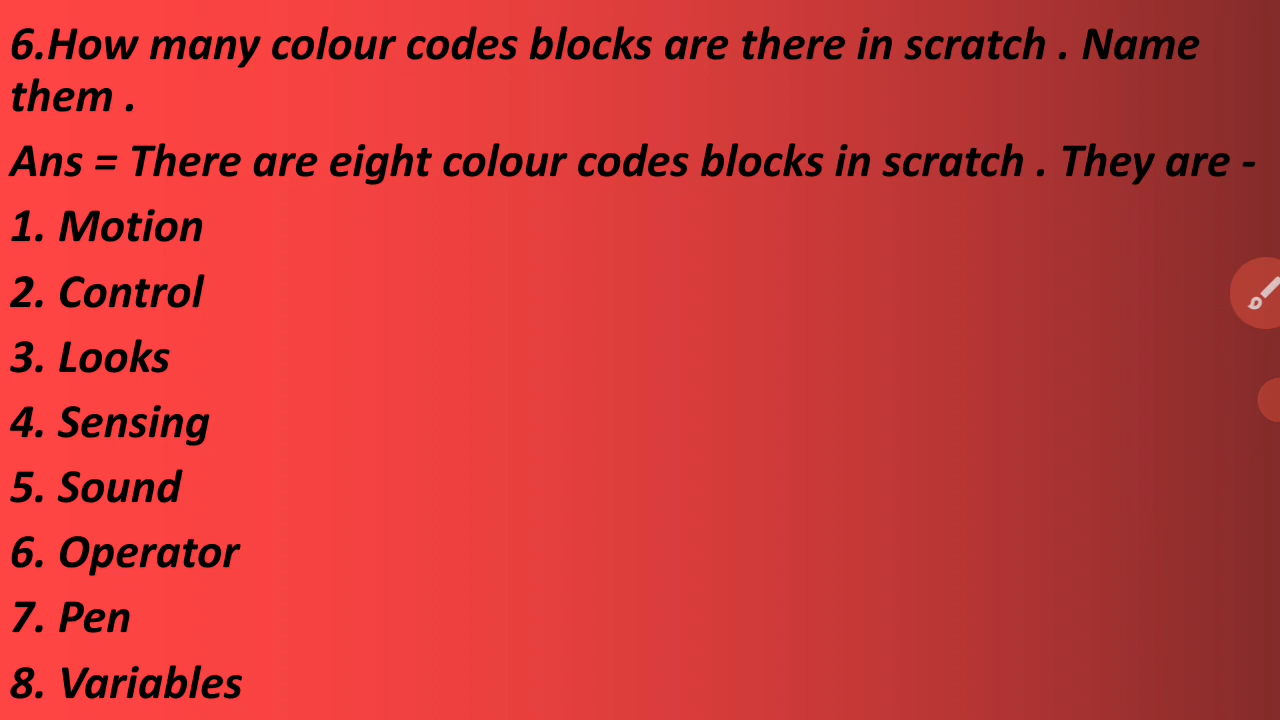 6.How many colour codes blocks are there in scratch . Name
them .
Ans = There are eight colour codes blocks in scratch . They are -
1. Motion
2. Control
3. Looks
4. Sensing
5. Sound
6. Operator
7. Pen
8. Variables